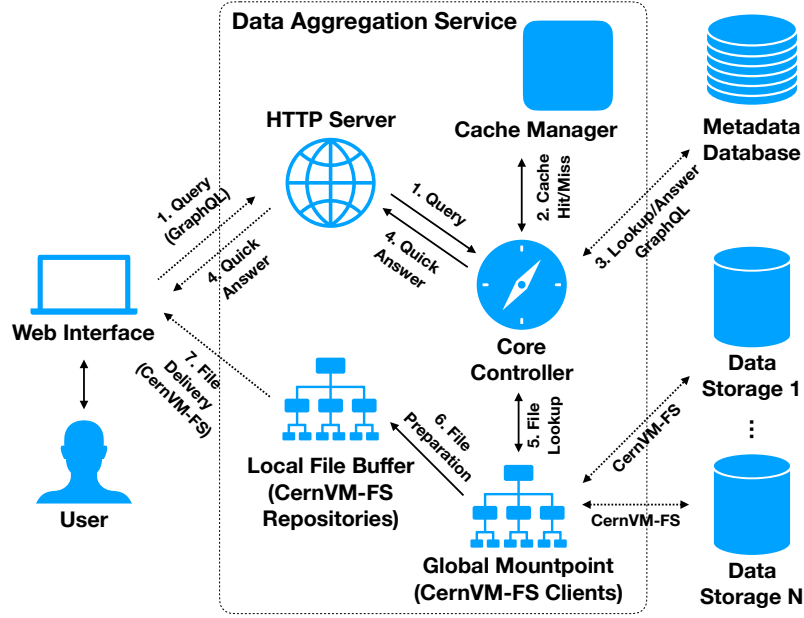 Data Aggregation Service
HTTP Server
Cache Manager
Metadata
Database
1. Query
(GraphQL)
4. Quick
Answer
1. Query
4. Quick
Answer
2. Cache
Hit/Miss
3. Lookup/Answer
GraphQL
Web Interface
Core
Controller
Data
Storage 1
...
7. File
Delivery
(CernVM-FS)
6. File
Preparation
5. File
Lookup
CernVM-FS
CernVM-FS
User
Local File Buffer
(CernVM-FS
Repositories)
Global Mountpoint
(CernVM-FS Clients)
Data
Storage N